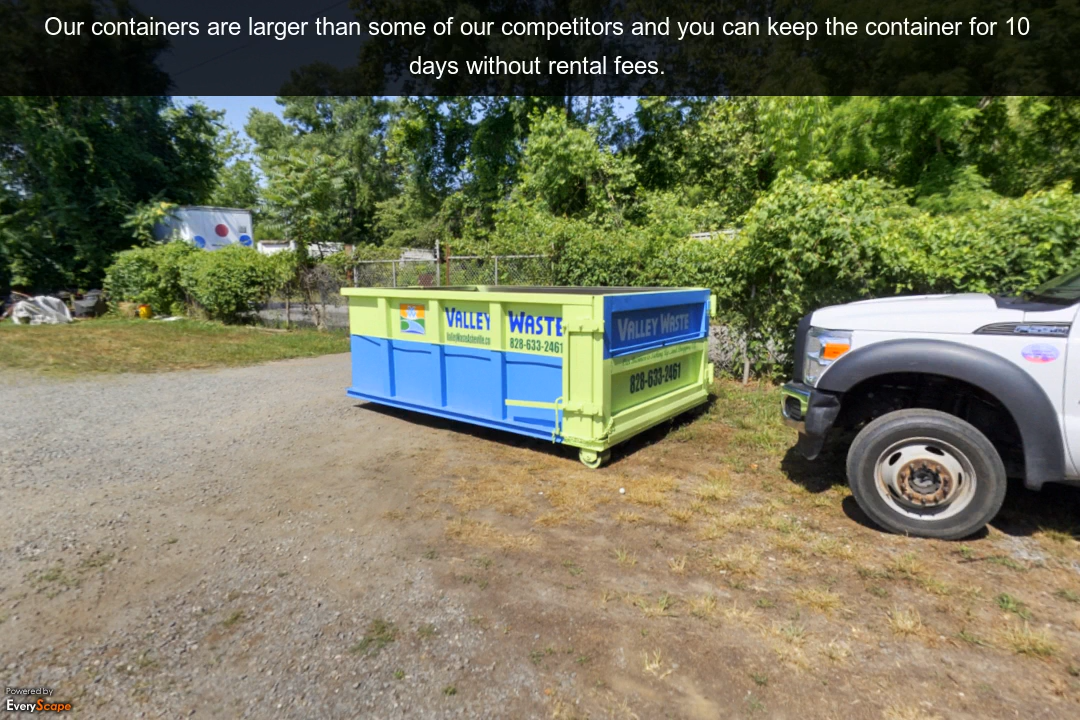 Our containers are larger than some of our competitors and you can keep the container for 10
days without rental fees.
VALLEY WASTE
828-633-2461
VALLEY WASTE
828-633-2461
Powered by
EveryScape